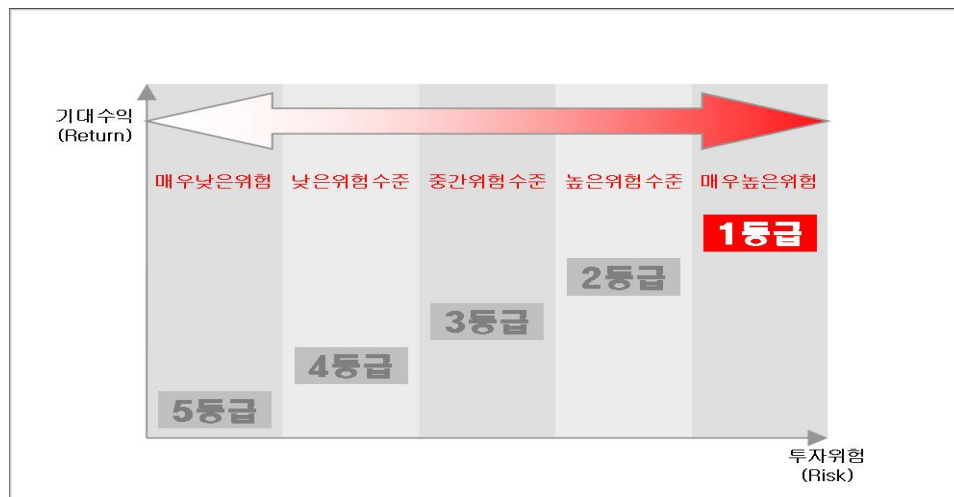 기대수익
(Return)
매우낮은위험 낮은위험수준 중간위험수준 높은위험수준 매우높은위험
1등급
2등급
3등급
4등급
5등급
투자위험
(Risk)